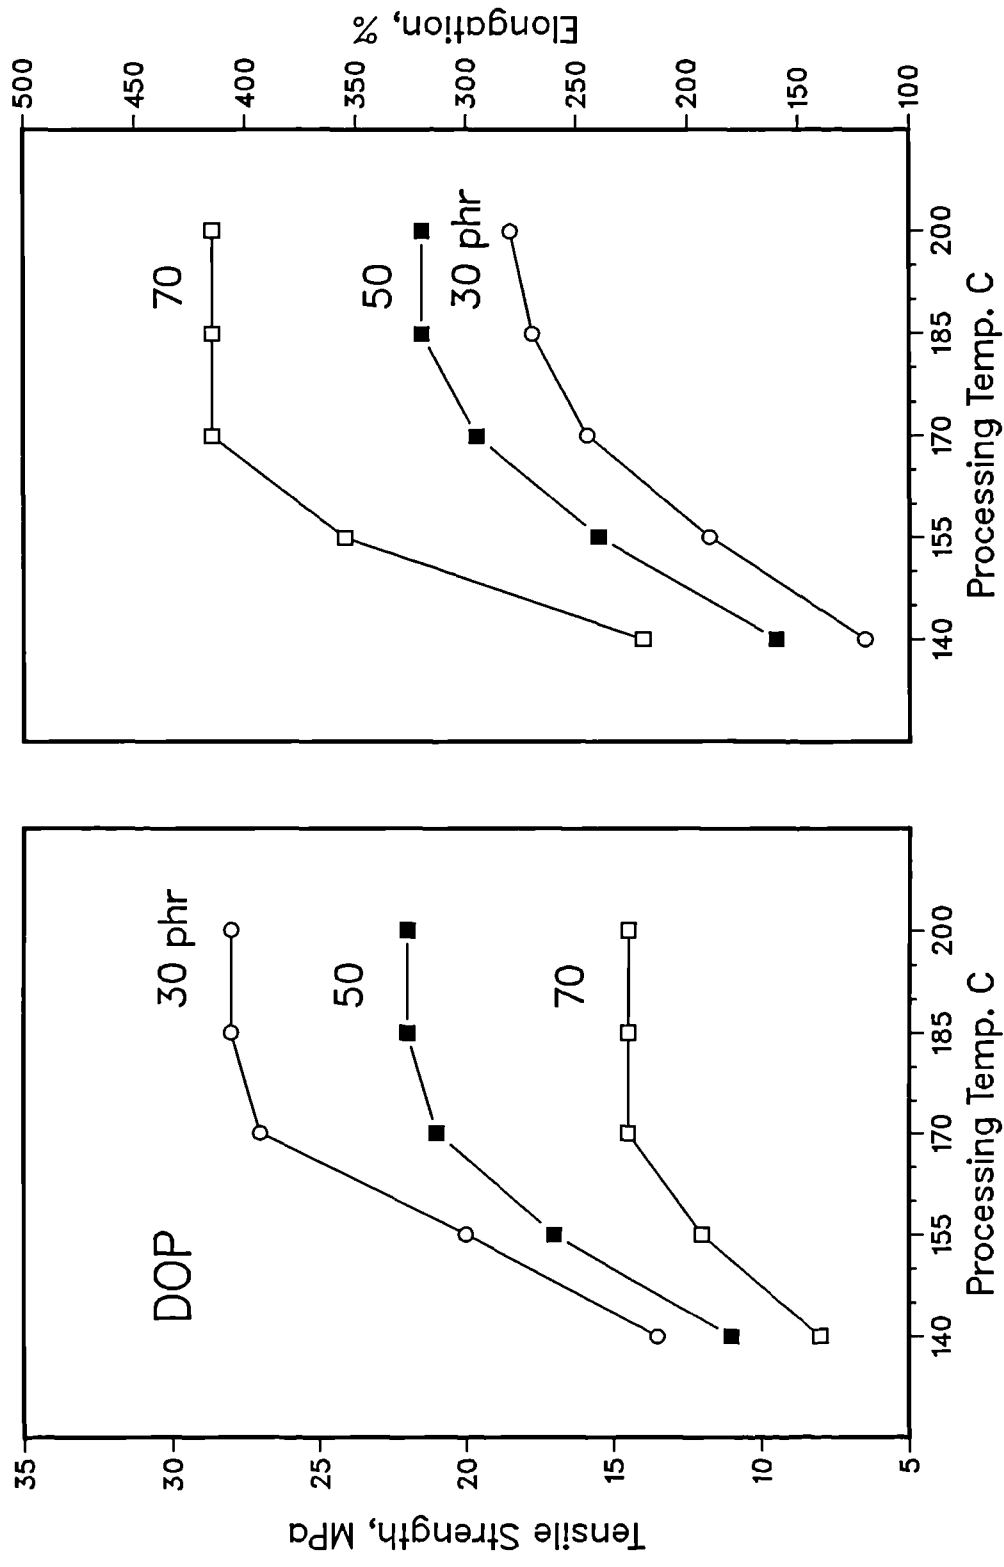 Tensile Strength, MPa
35
30
25
20
15
10
5
DOP
30 phr
50
70
140 155 170 185 200
Processing Temp. C
70
50
30 phr
140 155 170 185 200
Processing Temp. C
500
450
400
350
300
250
200
150
100
Elongation, %